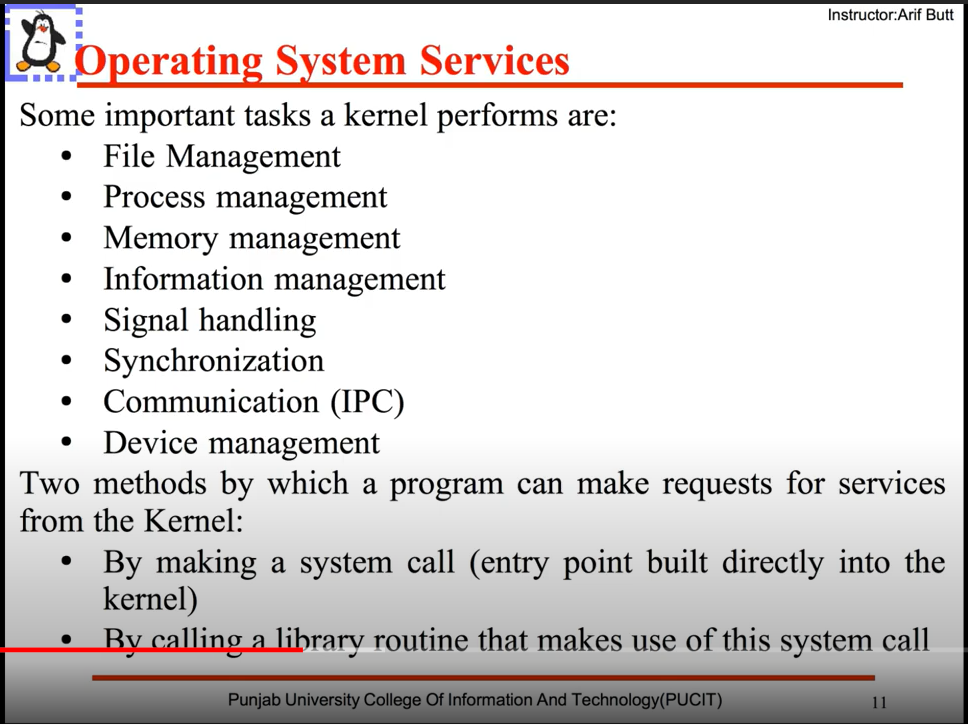 Instructor:Arif Butt
Operating System Services
Some important tasks a kernel performs are:
• File Management
• Process management
• Memory management
• Information management
• Signal handling
• Synchronization
• Communication (IPC)
• Device management
Two methods by which a program can make requests for services
from the Kernel:
• By making a system call (entry point built directly into the
kernel)
• By calling a library routine that makes use of this system call
Punjab University College Of Information And Technology(PUCIT)
11